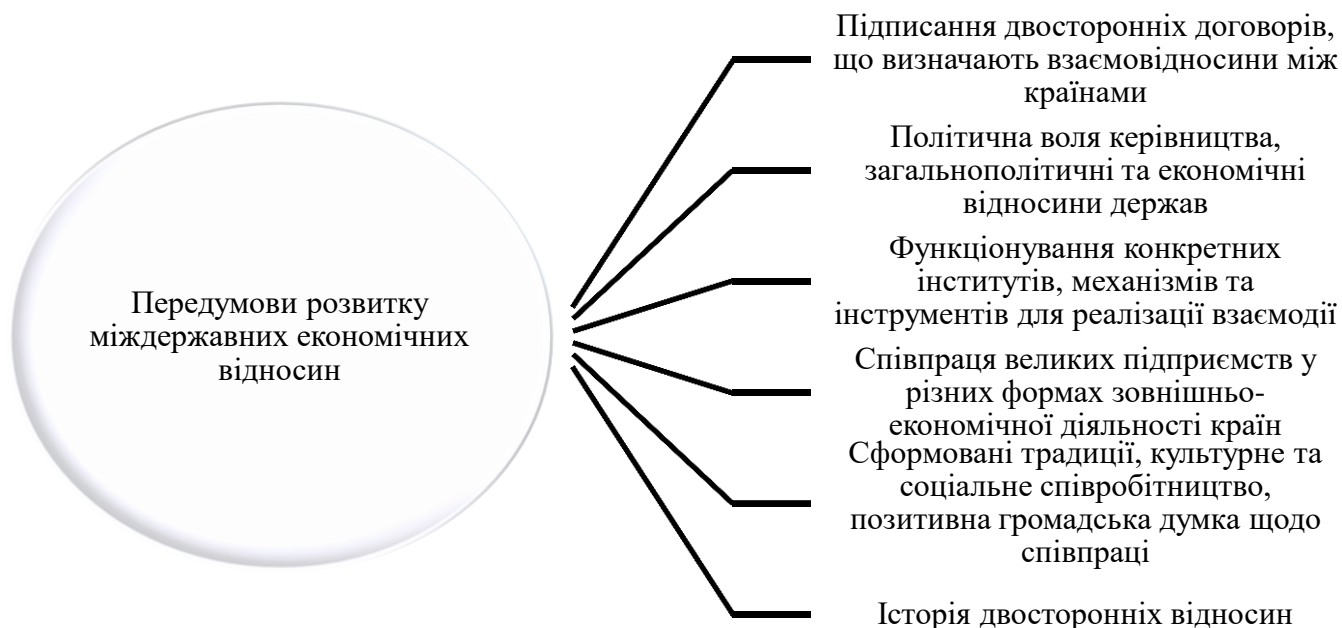 Передумови розвитку
міждержавних економічних
відносин
Підписання двосторонніх договорів,
що визначають взаємовідносини між
країнами
Політична воля керівництва,
загальнополітичні та економічні
відносини держав
Функціонування конкретних
інститутів, механізмів та
інструментів для реалізації взаємодії
Співпраця великих підприємств у
різних формах зовнішньо-
економічної діяльності країн
Сформовані традиції, культурне та
соціальне співробітництво,
позитивна громадська думка щодо
співпраці
Історія двосторонніх відносин